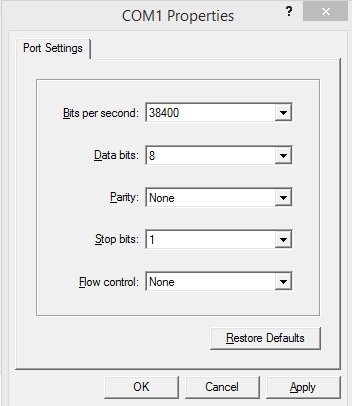 COM1 Properties
? ×
Port Settings
Bits per second: 38400
Data bits: 8
Parity: None
Stop bits: 1
Flow control: None
Restore Defaults
OK Cancel Apply